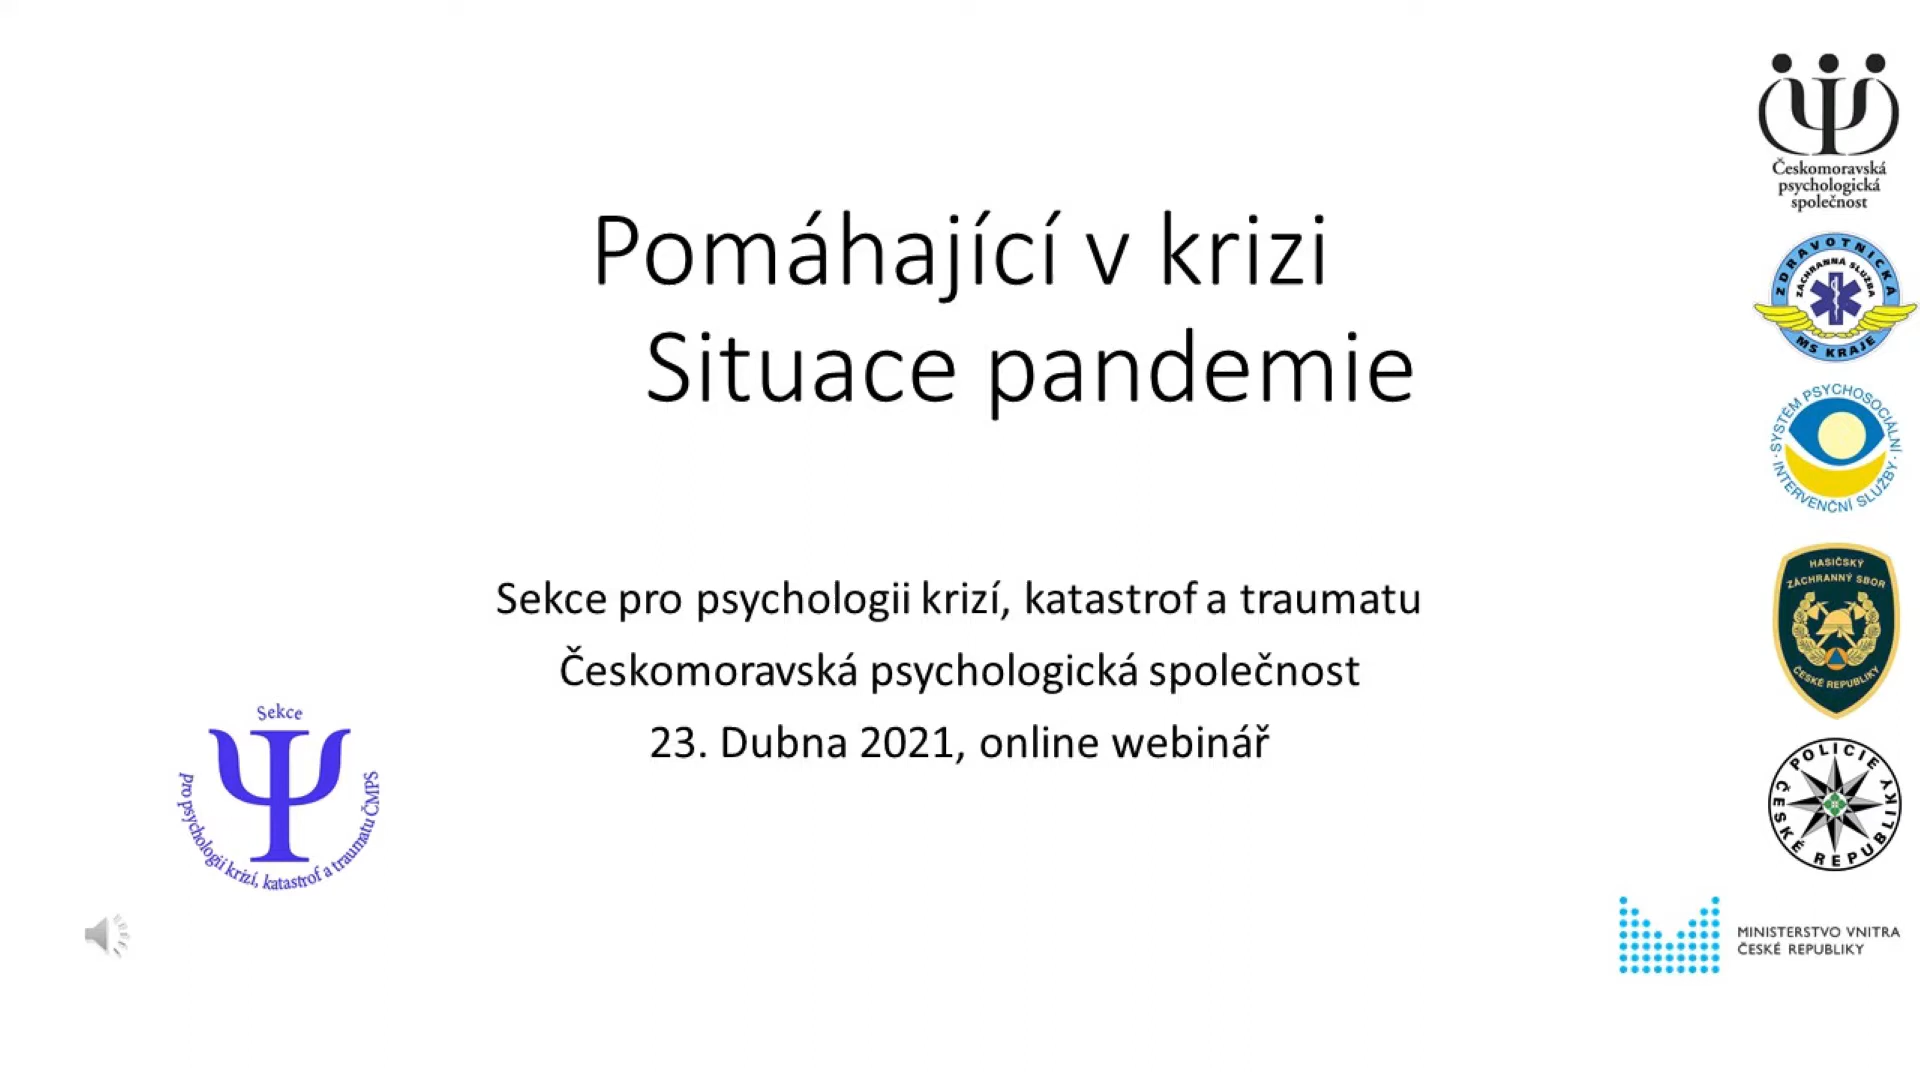 Pomáhající v krizi
Situace pandemie
Sekce pro psychologii krizí, katastrof a traumatu
Českomoravská psychologická společnost
23. Dubna 2021, online webinář
Sekce
pro psychologii krizí, katastrof a traumatu ČMPS
Českomoravská
psychologická
společnost
ZDRAVOTNICKÁ
ZÁCHRANNÁ SLUŽBA
MS KRAJE
SYSTÉM PSYCHOSOCIÁLNÍ
INTERVENČNÍ SLUŽBY
HASIČSKÝ
ZÁCHRANNÝ SBOR
ČESKÉ REPUBLIKY
POLICIE
ČESKÉ REPUBLIKY
MINISTERSTVO VNITRA
ČESKÉ REPUBLIKY